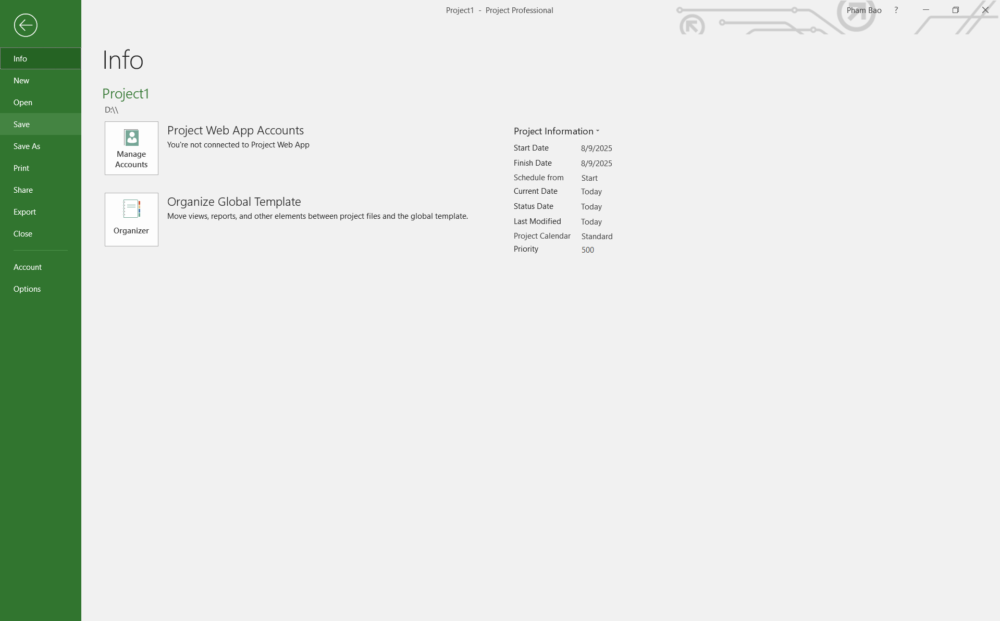 Project1 - Project Professional
Pham Bao
?
Info
New
Open
Save
Save As
Print
Share
Export
Close
Account
Options
Info
Project1
D:\\
Manage
Accounts
Project Web App Accounts
You're not connected to Project Web App
Organizer
Organize Global Template
Move views, reports, and other elements between project files and the global template.
Project Information
Start Date 8/9/2025
Finish Date 8/9/2025
Schedule from Start
Current Date Today
Status Date Today
Last Modified Today
Project Calendar Standard
Priority 500